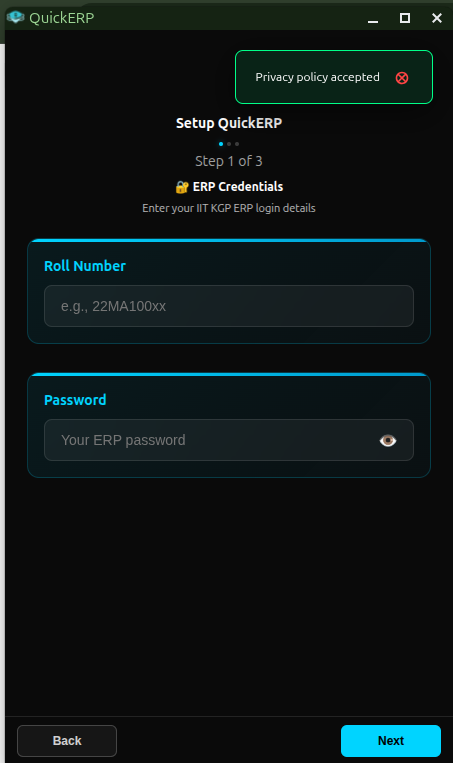 QuickERP
Privacy policy accepted
Setup QuickERP
Step 1 of 3
ERP Credentials
Enter your IIT KGP ERP login details
Roll Number
e.g., 22MA100xx
Password
Your ERP password
Back
Next